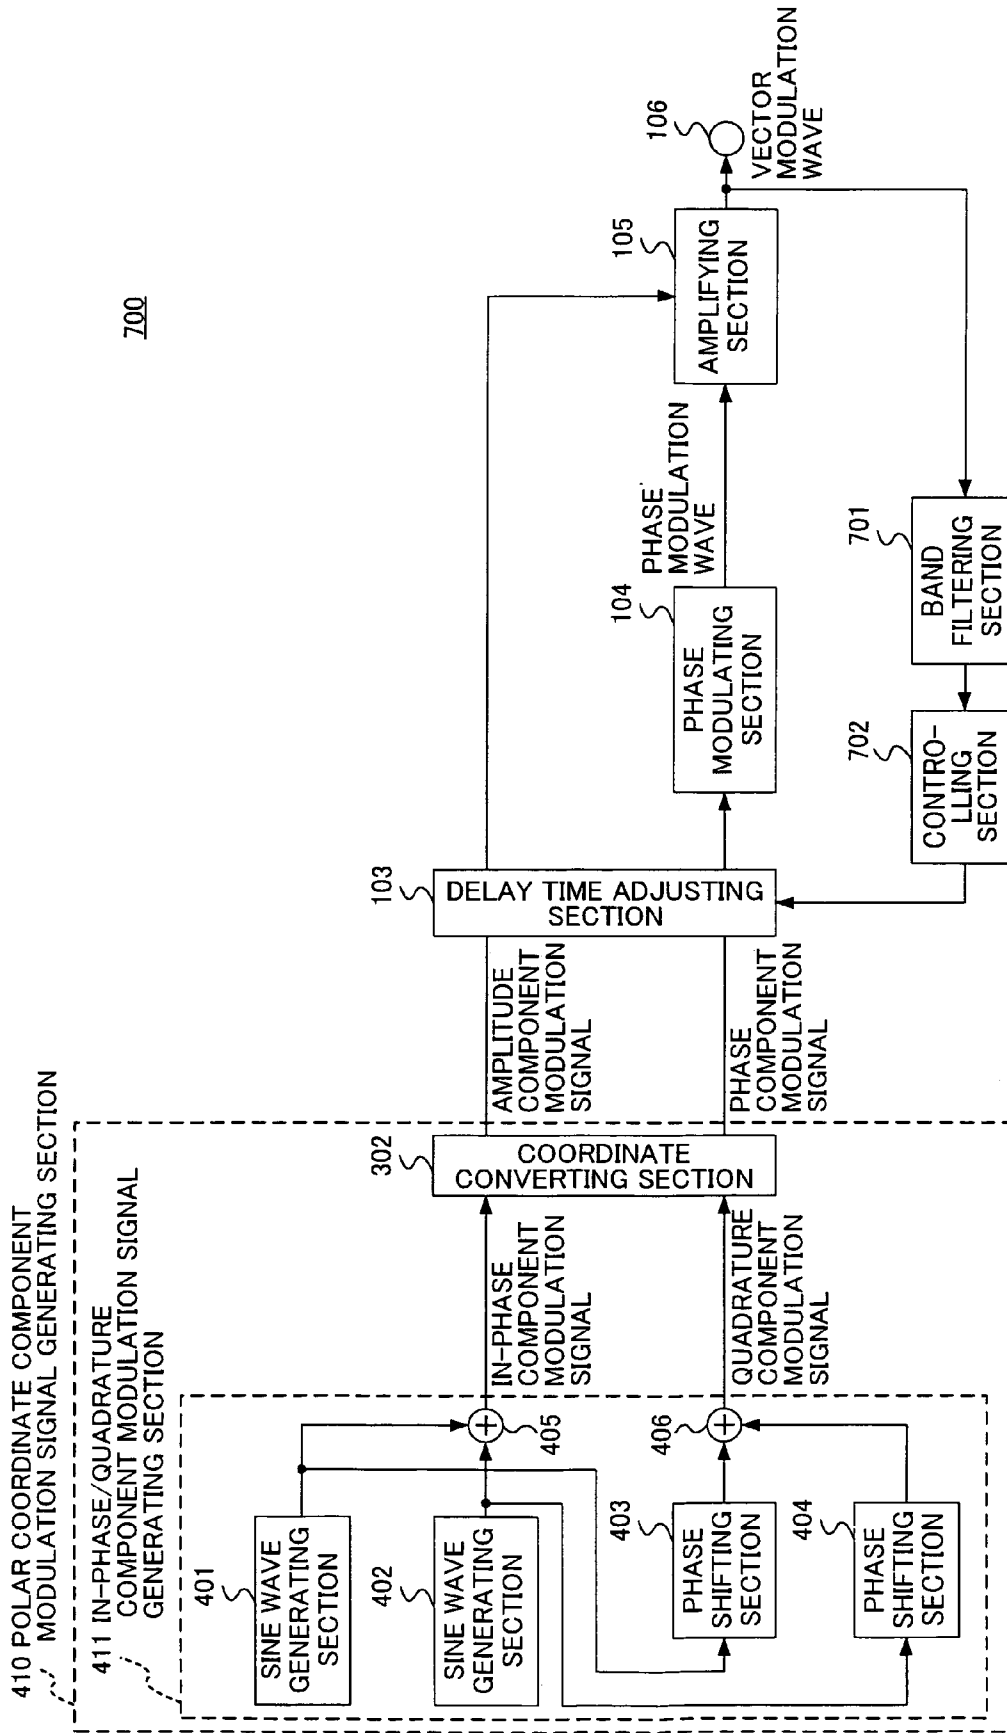 700
410 POLAR COORDINATE COMPONENT
MODULATION SIGNAL GENERATING SECTION
411 IN-PHASE/QUADRATURE
COMPONENT MODULATION SIGNAL
GENERATING SECTION
401
SINE WAVE
GENERATING
SECTION
402
SINE WAVE
GENERATING
SECTION
403
PHASE
SHIFTING
SECTION
404
PHASE
SHIFTING
SECTION
405
406
IN-PHASE
COMPONENT
MODULATION
SIGNAL
QUADRATURE
COMPONENT
MODULATION
SIGNAL
302
COORDINATE
CONVERTING SECTION
AMPLITUDE
COMPONENT
MODULATION
SIGNAL
PHASE
COMPONENT
MODULATION
SIGNAL
103
DELAY TIME ADJUSTING
SECTION
104
PHASE
MODULATING
SECTION
PHASE
MODULATION
WAVE
105
AMPLIFYING
SECTION
106
VECTOR
MODULATION
WAVE
701
BAND
FILTERING
SECTION
702
CONTRO-
LLING
SECTION